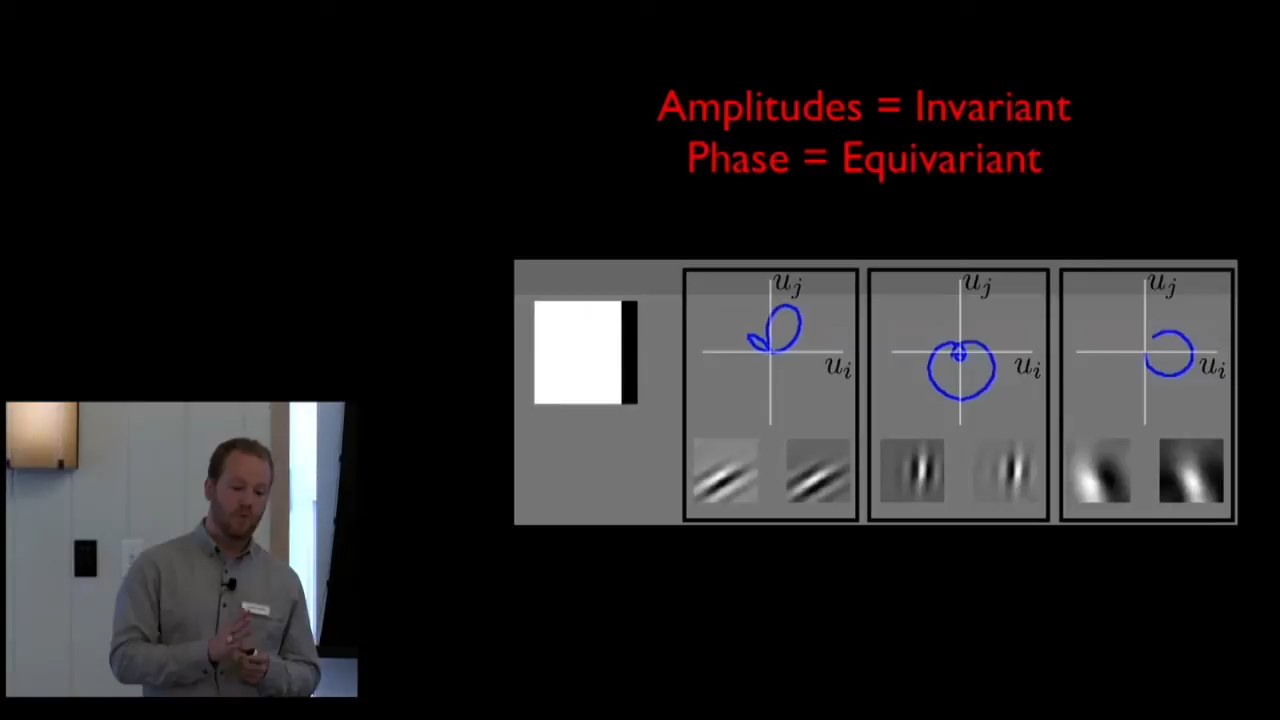 Amplitudes = Invariant
Phase = Equivariant
u_j
u_i
u_j
u_i
u_j
u_i